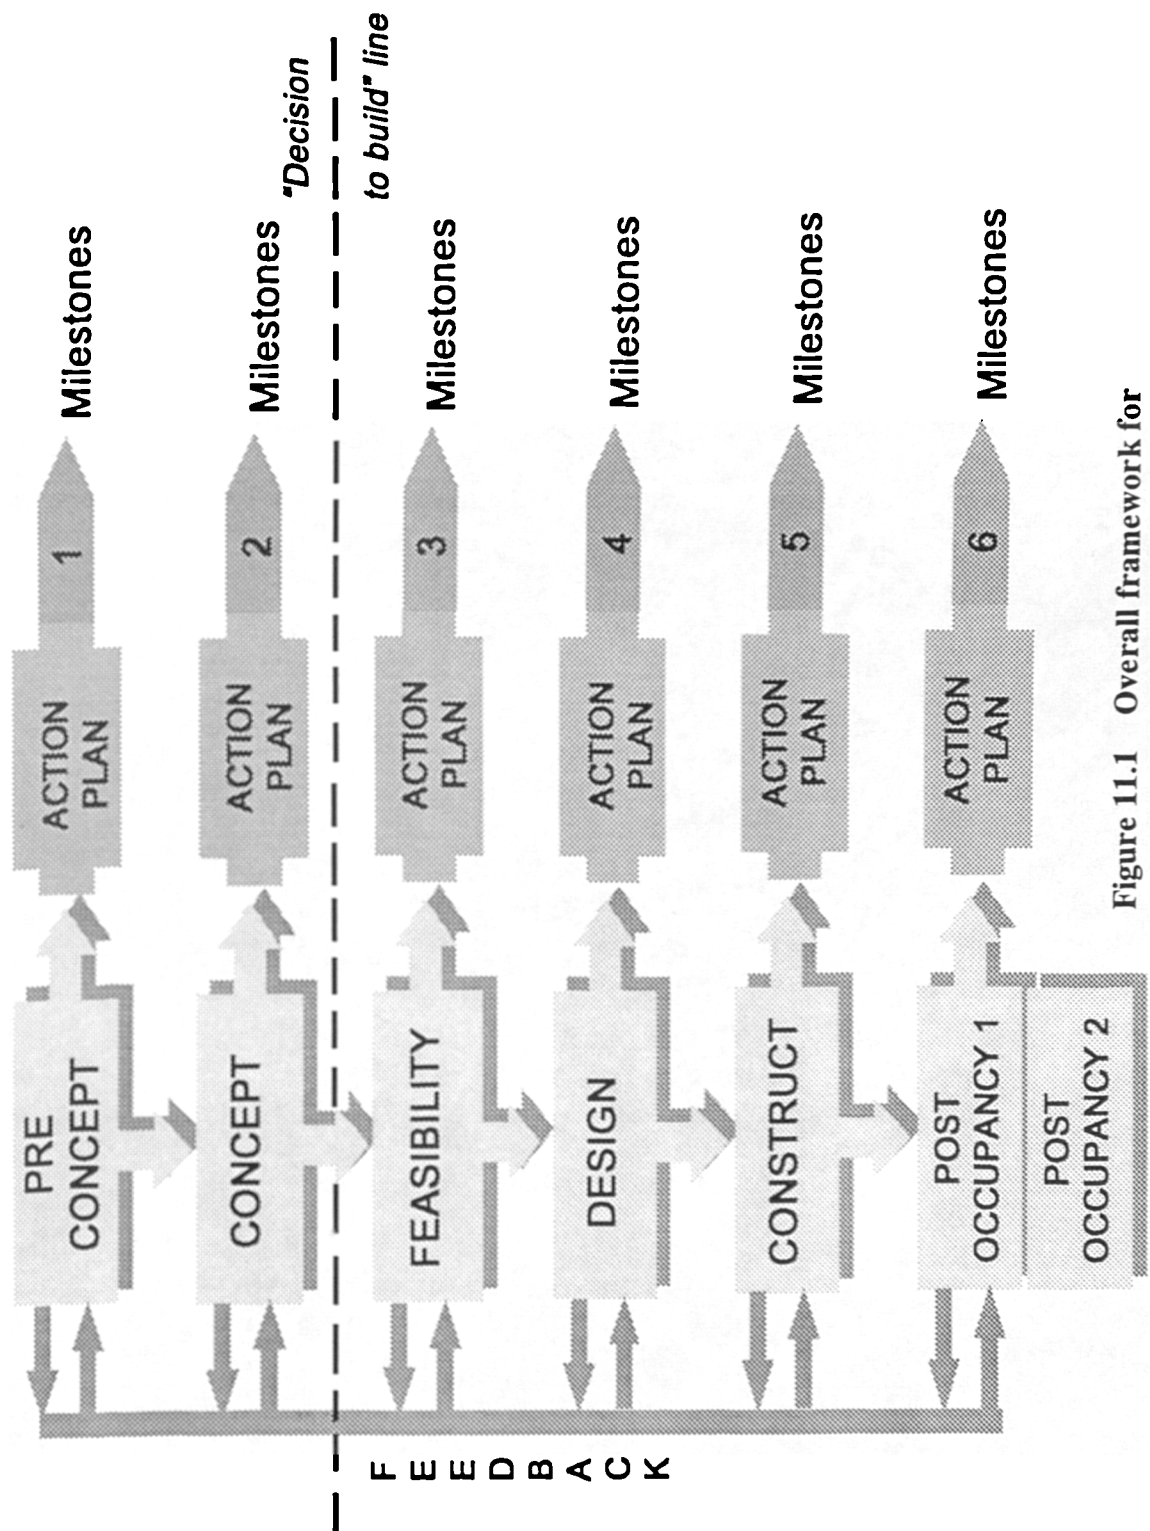 PRE
CONCEPT
ACTION
PLAN
1
Milestones
CONCEPT
ACTION
PLAN
2
Milestones
"Decision
to build" line
FEASIBILITY
ACTION
PLAN
3
Milestones
DESIGN
ACTION
PLAN
4
Milestones
CONSTRUCT
ACTION
PLAN
5
Milestones
POST
OCCUPANCY 1
ACTION
PLAN
6
Milestones
POST
OCCUPANCY 2
F
E
E
D
B
A
C
K
Figure 11.1 Overall framework for